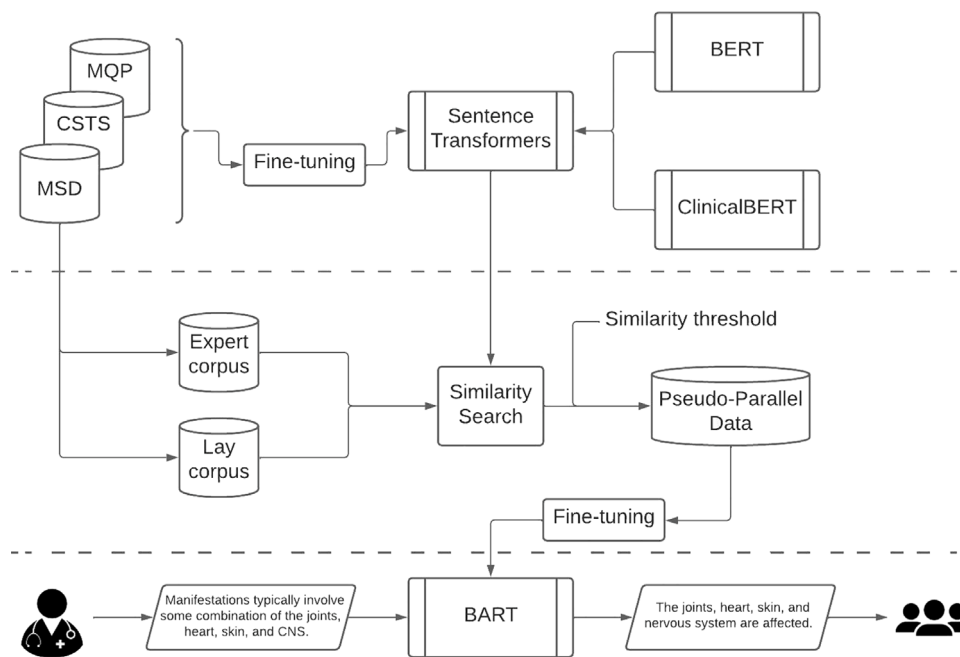 MQP
CSTS
MSD
Fine-tuning
Sentence
Transformers
BERT
ClinicalBERT
Expert
corpus
Lay
corpus
Similarity
Search
Similarity threshold
Pseudo-Parallel
Data
Fine-tuning
Manifestations typically involve
some combination of the joints,
heart, skin, and CNS.
BART
The joints, heart, skin, and
nervous system are affected.